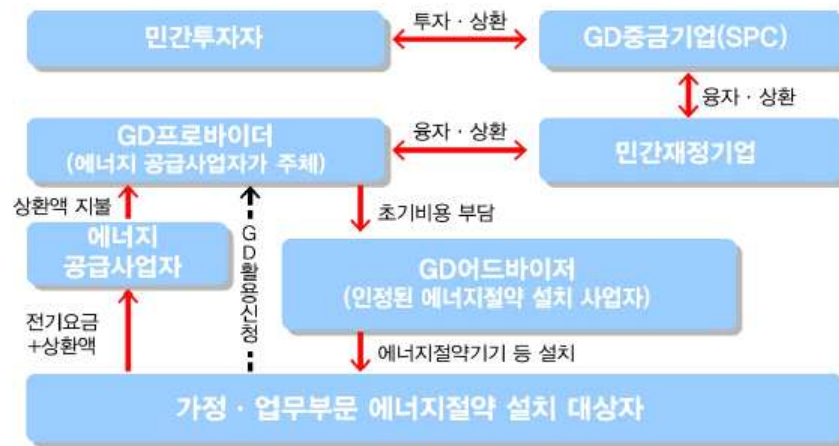 민간투자자
투자 · 상환
GD중금기업(SPC)
융자 · 상환
GD프로바이더
(에너지 공급사업자가 주체)
융자 · 상환
민간재정기업
상환액 지불
초기비용 부담
에너지
공급사업자
GD활용신청
GD어드바이저
(인정된 에너지절약 설치 사업자)
전기요금
+상환액
에너지절약기기 등 설치
가정 · 업무부문 에너지절약 설치 대상자